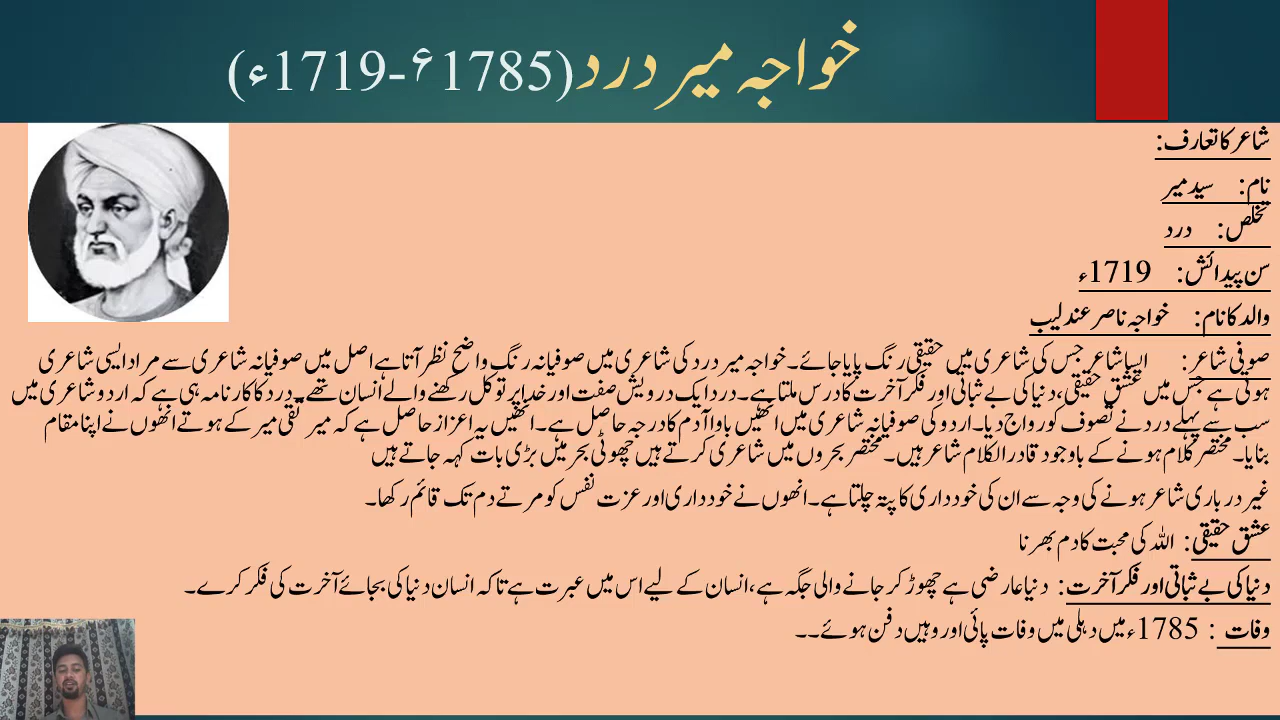 خواجہ میر درد (1785ء-1719ء)
شاعر کا تعارف:
نام: سید میر
تخلص: درد
سن پیدائش: 1719ء
والد کا نام: خواجہ ناصر عندلیب
صوفی شاعر: ایسا شاعر جس کی شاعری میں حقیقی رنگ پایا جائے۔ خواجہ میر درد کی شاعری میں صوفیانہ رنگ واضح نظر آتا ہے اصل میں صوفیانہ شاعری سے مراد ایسی شاعری
ہوتی ہے جس میں عشق حقیقی، دنیا کی بے ثباتی اور فکر آخرت کا درس ملتا ہے۔ درد ایک درویش صفت اور خدا پر توکل رکھنے والے انسان تھے۔ درد کا کارنامہ ہی ہے کہ اردو شاعری میں
سب سے پہلے درد نے تصوف کو رواج دیا۔ اردو کی صوفیانہ شاعری میں انھیں باوا آدم کا درجہ حاصل ہے۔ انھیں یہ اعزاز حاصل ہے کہ میر تقی میر کے ہوتے انھوں نے اپنا مقام
بنایا۔ مختصر کلام ہونے کے باوجود قادر الکلام شاعر ہیں۔ مختصر بحروں میں شاعری کرتے ہیں چھوٹی بحر میں بڑی بات کہہ جاتے ہیں
غیر درباری شاعر ہونے کی وجہ سے ان کی خودداری کا پتہ چلتا ہے۔ انھوں نے خودداری اور عزت نفس کو مرتے دم تک قائم رکھا۔
عشق حقیقی: اللہ کی محبت کا دم بھرنا
دنیا کی بے ثباتی اور فکر آخرت: دنیا عارضی ہے چھوڑ کر جانے والی جگہ ہے، انسان کے لیے اس میں عبرت ہے تاکہ انسان دنیا کی بجائے آخرت کی فکر کرے۔
وفات: 1785ء میں دہلی میں وفات پائی اور وہیں دفن ہوئے۔۔